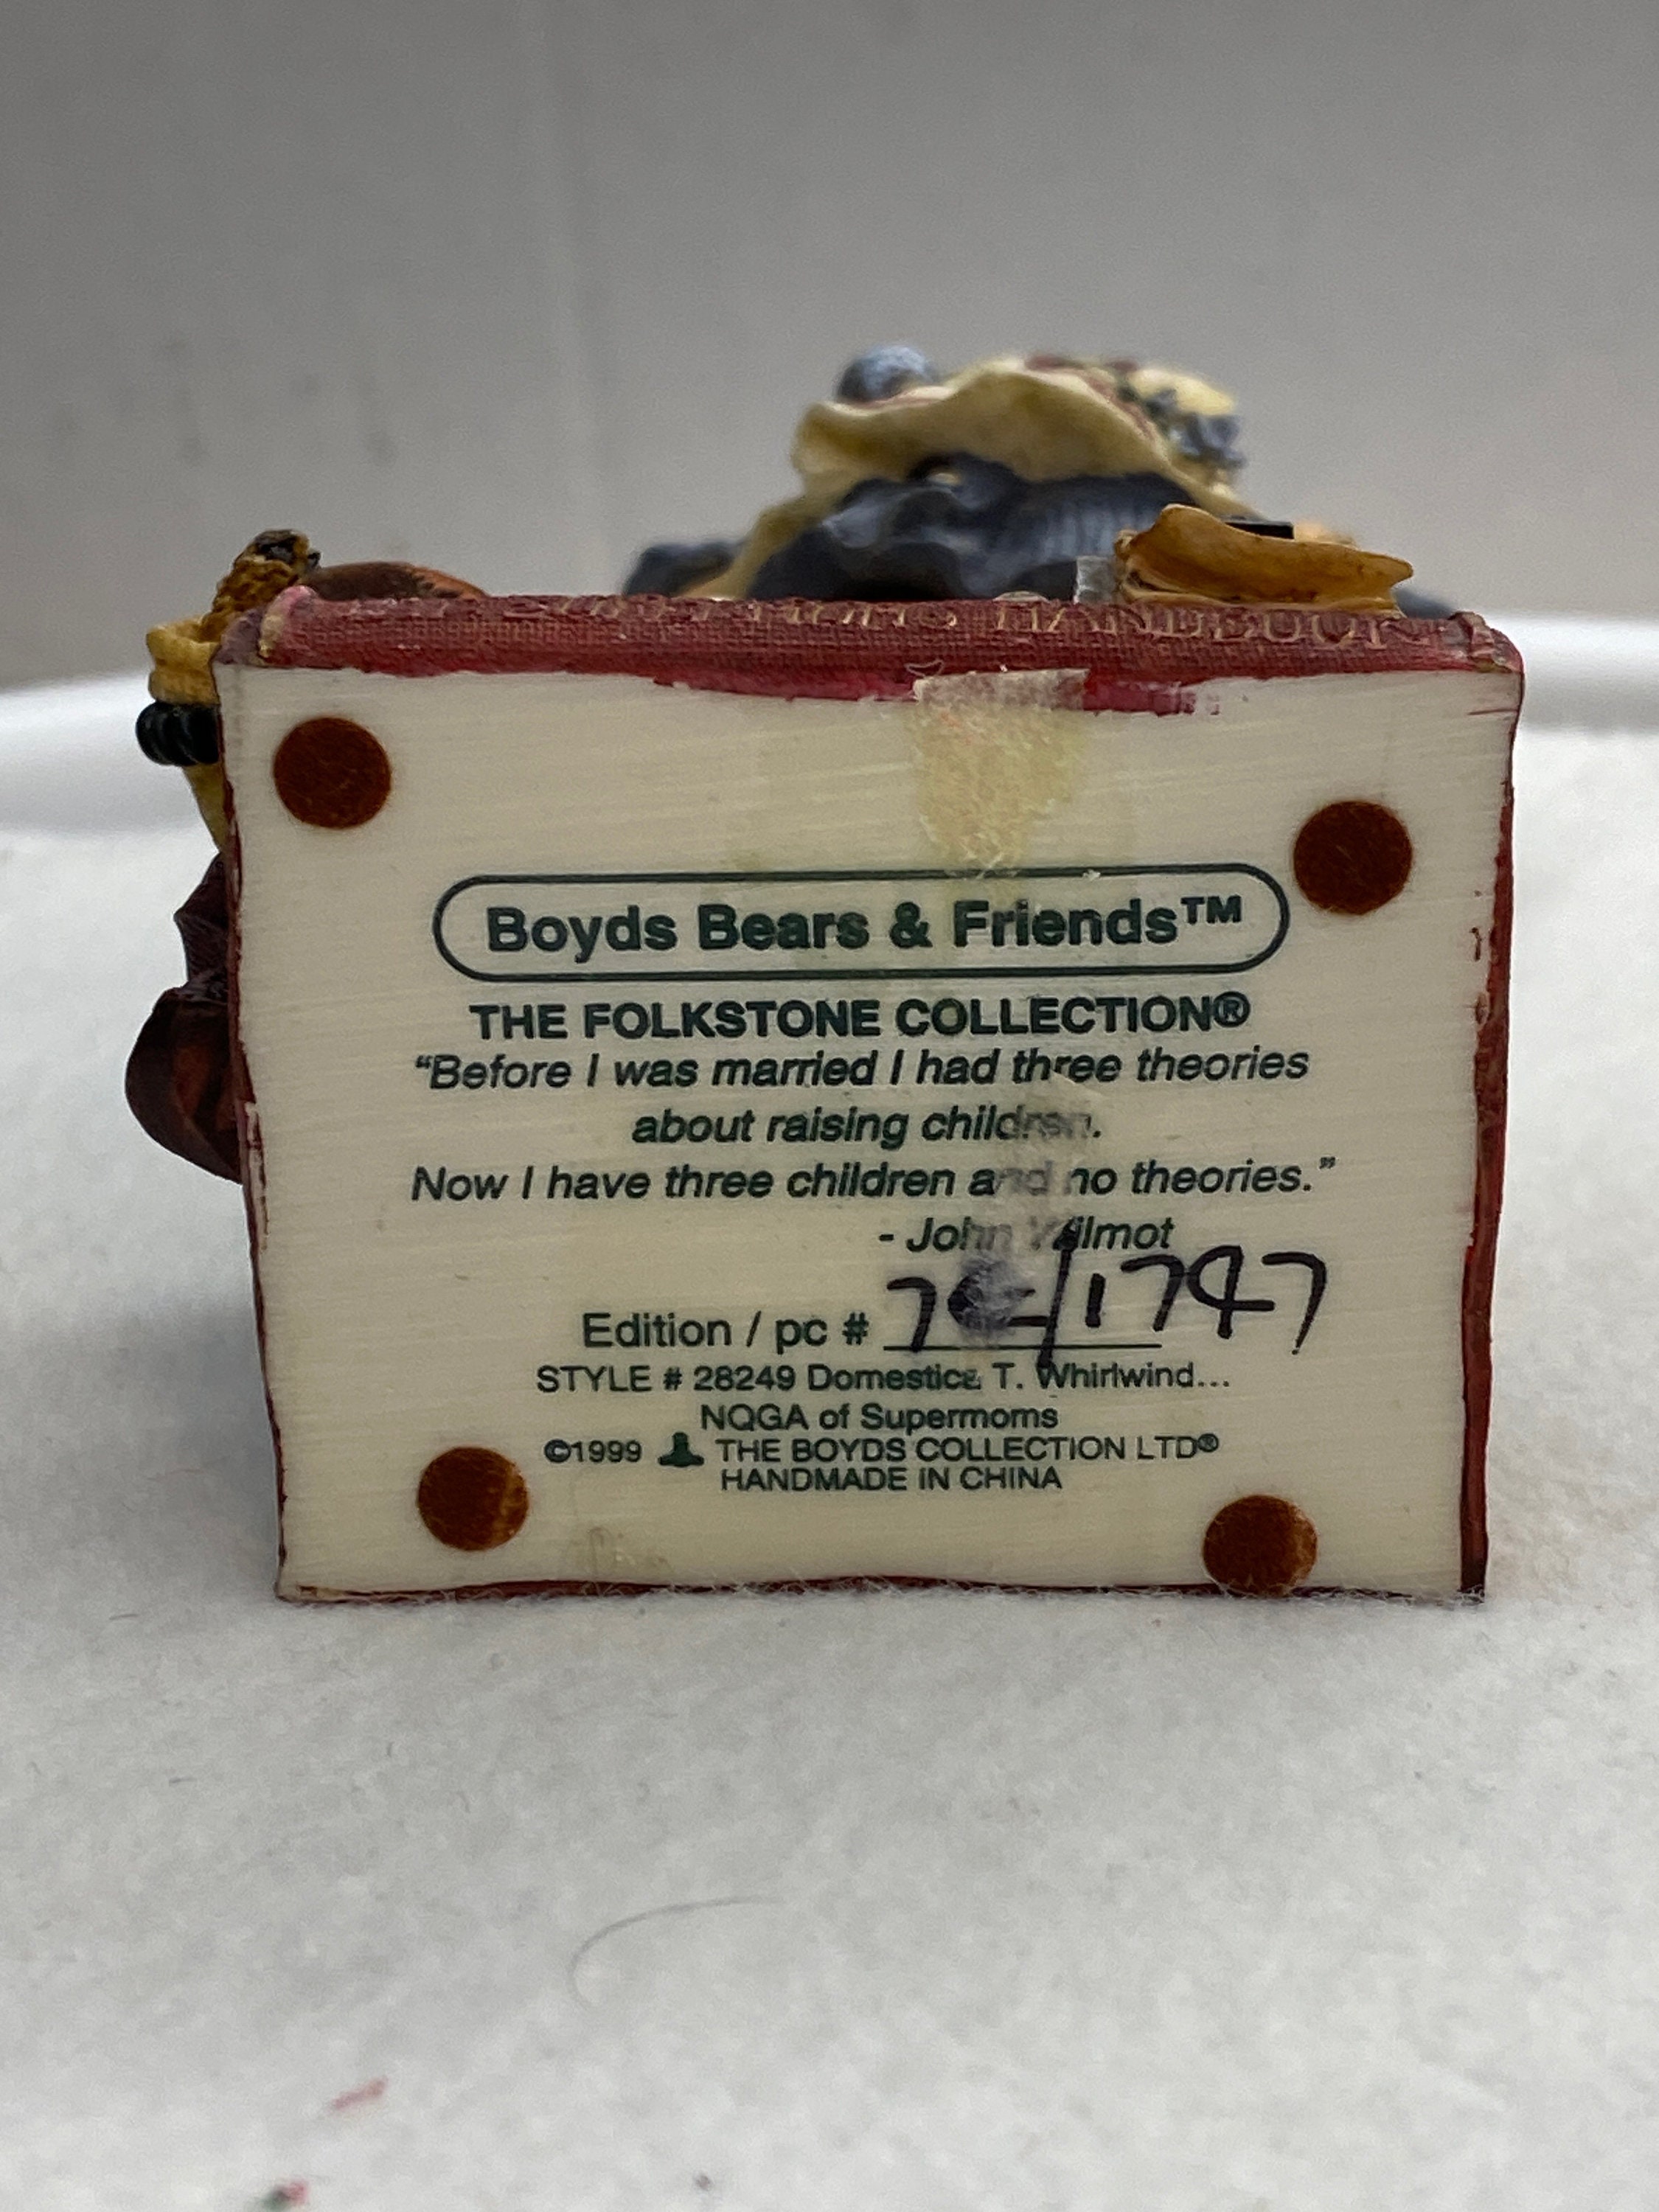 HANDBOOK
Boyds Bears & Friends™
THE FOLKSTONE COLLECTION®
“Before I was married I had three theories
about raising children.
Now I have three children and no theories.”
- John Wilmot
Edition / pc # /1747
STYLE # 28249 Domestica T. Whirlwind...
NQGA of Supermoms
©1999 THE BOYDS COLLECTION LTD®
HANDMADE IN CHINA